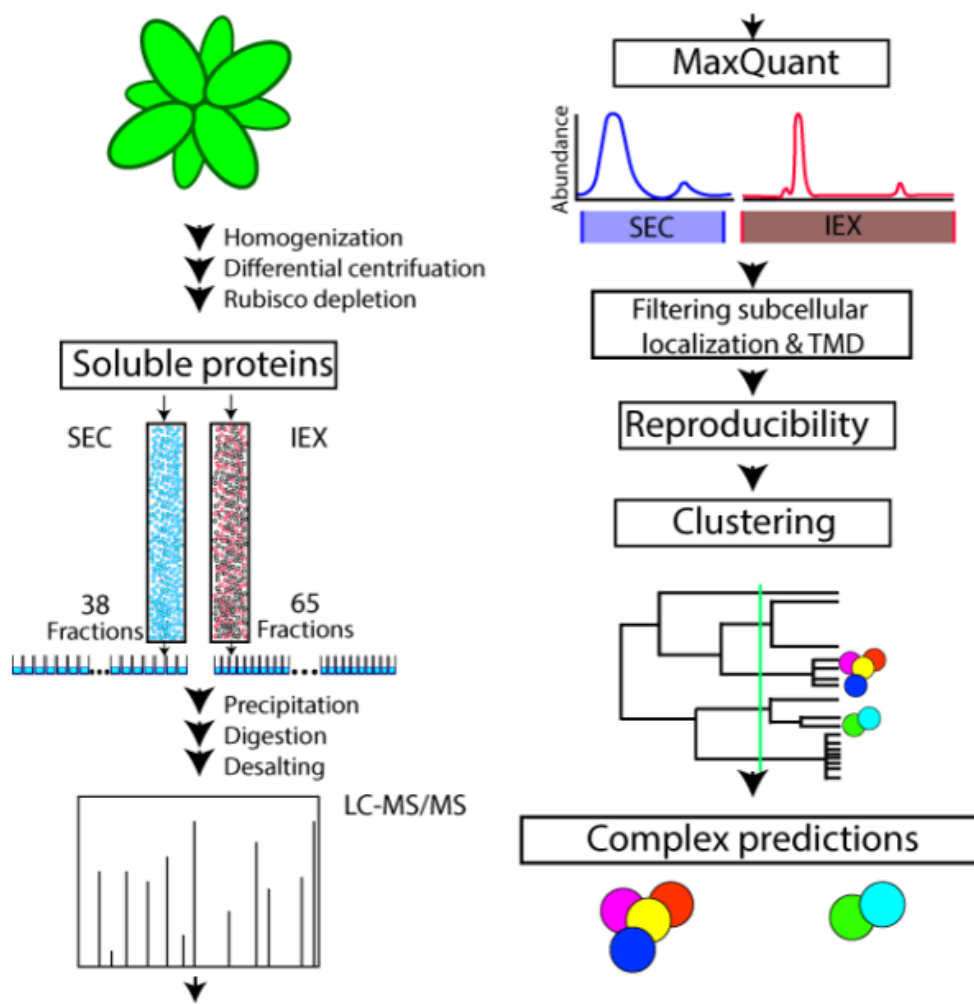 Homogenization
Differential centrifuation
Rubisco depletion
Soluble proteins
SEC
IEX
38
Fractions
65
Fractions
Precipitation
Digestion
Desalting
LC-MS/MS
MaxQuant
Abundance
SEC
IEX
Filtering subcellular
localization & TMD
Reproducibility
Clustering
Complex predictions